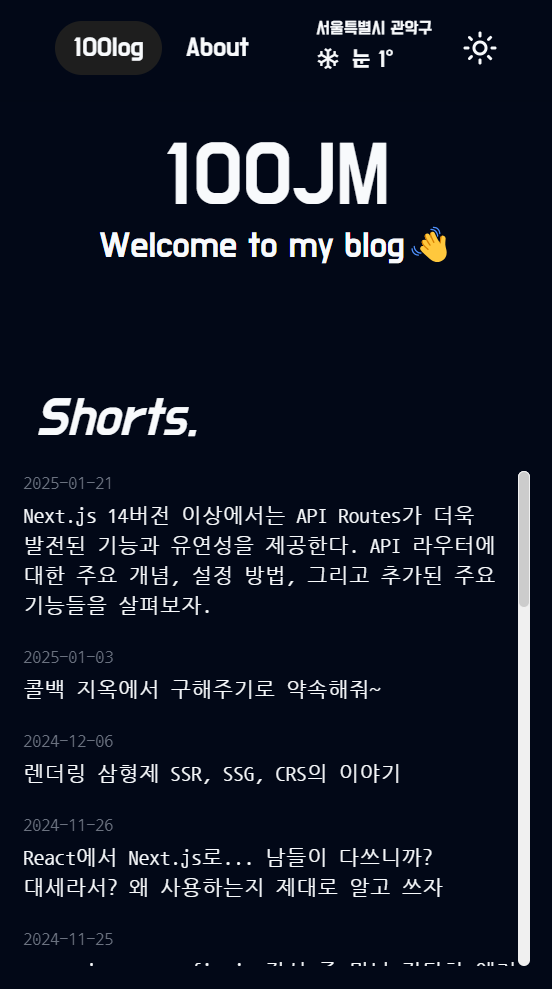 100log About
서울특별시 관악구
눈 1°
100JM
Welcome to my blog 👋
Shorts.
2025-01-21
Next.js 14버전 이상에서는 API Routes가 더욱
발전된 기능과 유연성을 제공한다. API 라우터에
대한 주요 개념, 설정 방법, 그리고 추가된 주요
기능들을 살펴보자.
2025-01-03
콜백 지옥에서 구해주기로 약속해줘~
2024-12-06
렌더링 삼형제 SSR, SSG, CRS의 이야기
2024-11-26
React에서 Next.js로... 남들이 다쓰니까?
대세라서? 왜 사용하는지 제대로 알고 쓰자
2024-11-25